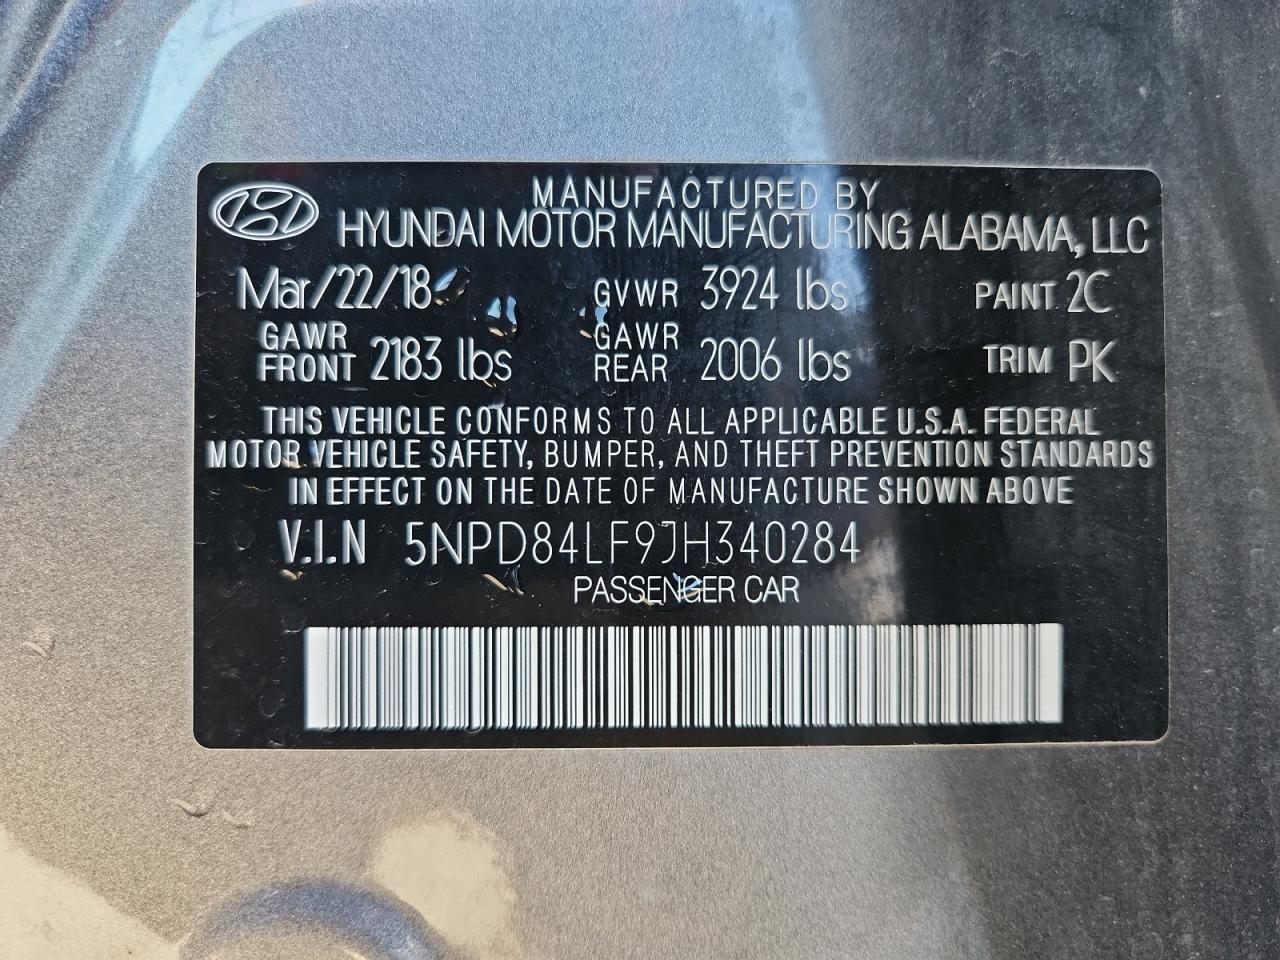 MANUFACTURED BY
HYUNDAI MOTOR MANUFACTURING ALABAMA, LLC
Mar/22/18 GVWR 3924 lbs PAINT 2C
GAWR FRONT 2183 lbs GAWR REAR 2006 lbs TRIM PK
THIS VEHICLE CONFORMS TO ALL APPLICABLE U.S.A. FEDERAL
MOTOR VEHICLE SAFETY, BUMPER, AND THEFT PREVENTION STANDARDS
IN EFFECT ON THE DATE OF MANUFACTURE SHOWN ABOVE
V.I.N 5NPD84LF9JH340284
PASSENGER CAR